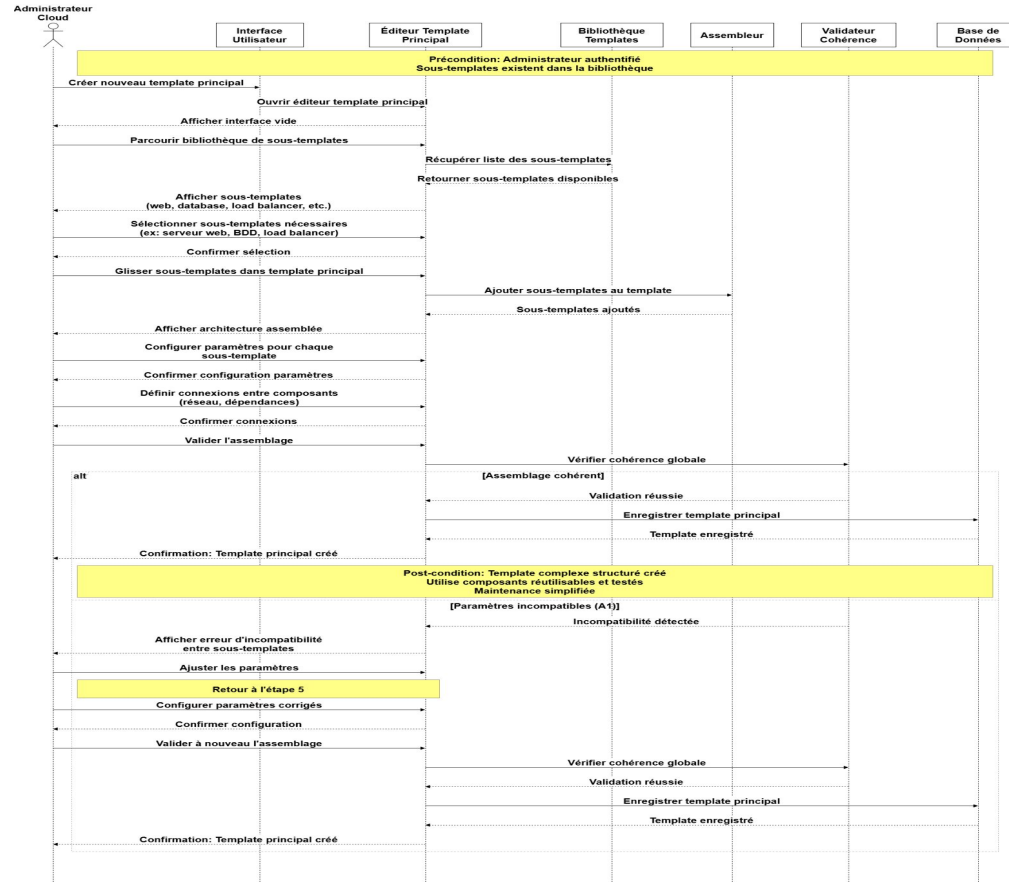 Administrateur
Cloud
Interface
Utilisateur
Éditeur Template
Principal
Bibliothèque
Templates
Assembleur
Validateur
Cohérence
Base de
Données
Précondition: Administrateur authentifié
Sous-templates existent dans la bibliothèque
Créer nouveau template principal
Ouvrir éditeur template principal
Afficher interface vide
Parcourir bibliothèque de sous-templates
Récupérer liste des sous-templates
Retourner sous-templates disponibles
Afficher sous-templates
(web, database, load balancer, etc.)
Sélectionner sous-templates nécessaires
(ex: serveur web, BDD, load balancer)
Confirmer sélection
Glisser sous-templates dans template principal
Ajouter sous-templates au template
Sous-templates ajoutés
Afficher architecture assemblée
Configurer paramètres pour chaque
sous-template
Confirmer configuration paramètres
Définir connexions entre composants
(réseau, dépendances)
Confirmer connexions
Valider l'assemblage
Vérifier cohérence globale
alt
[Assemblage cohérent]
Validation réussie
Enregistrer template principal
Template enregistré
Confirmation: Template principal créé
Post-condition: Template complexe structuré créé
Utilise composants réutilisables et testés
Maintenance simplifiée
[Paramètres incompatibles (A1)]
Incompatibilité détectée
Afficher erreur d'incompatibilité
entre sous-templates
Ajuster les paramètres
Retour à l'étape 5
Configurer paramètres corrigés
Confirmer configuration
Valider à nouveau l'assemblage
Vérifier cohérence globale
Validation réussie
Enregistrer template principal
Template enregistré
Confirmation: Template principal créé